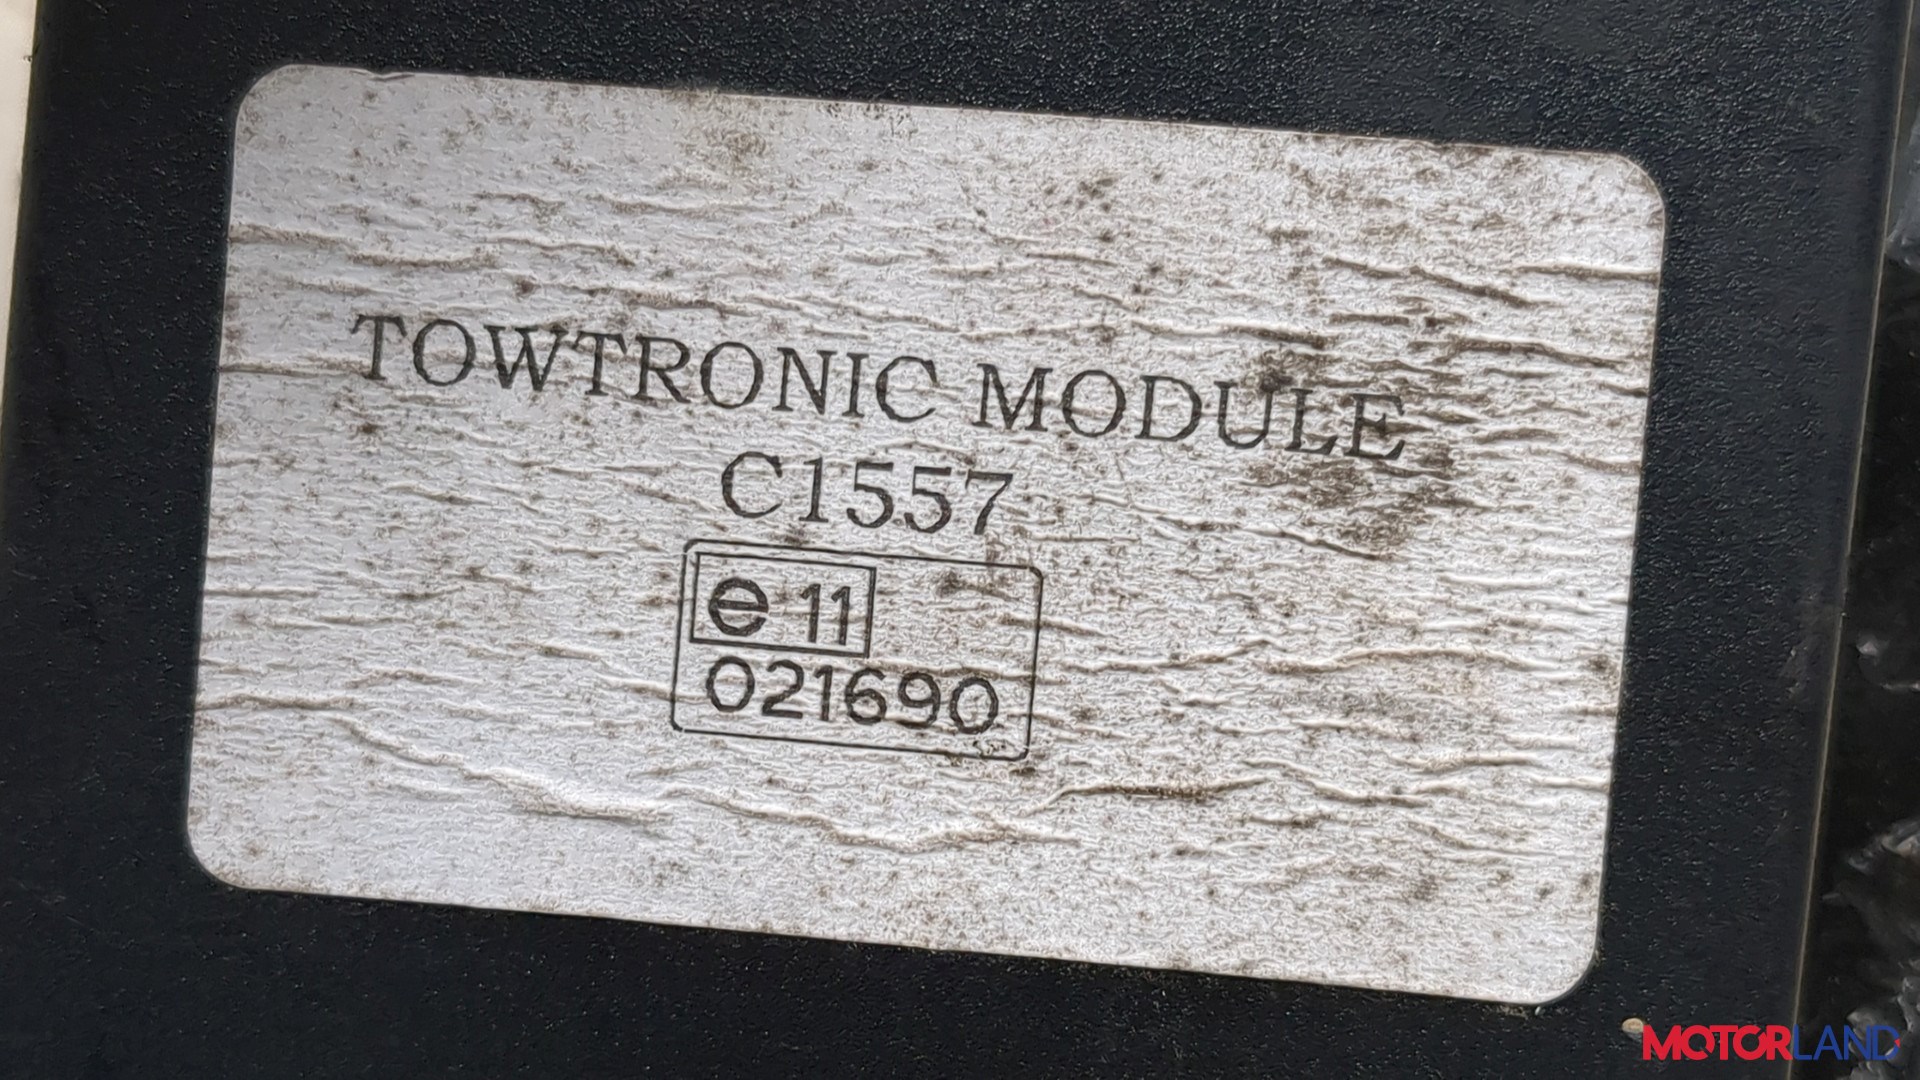 TOWTRONIC MODULE
C1557
e 11
021690
MOTORLAND